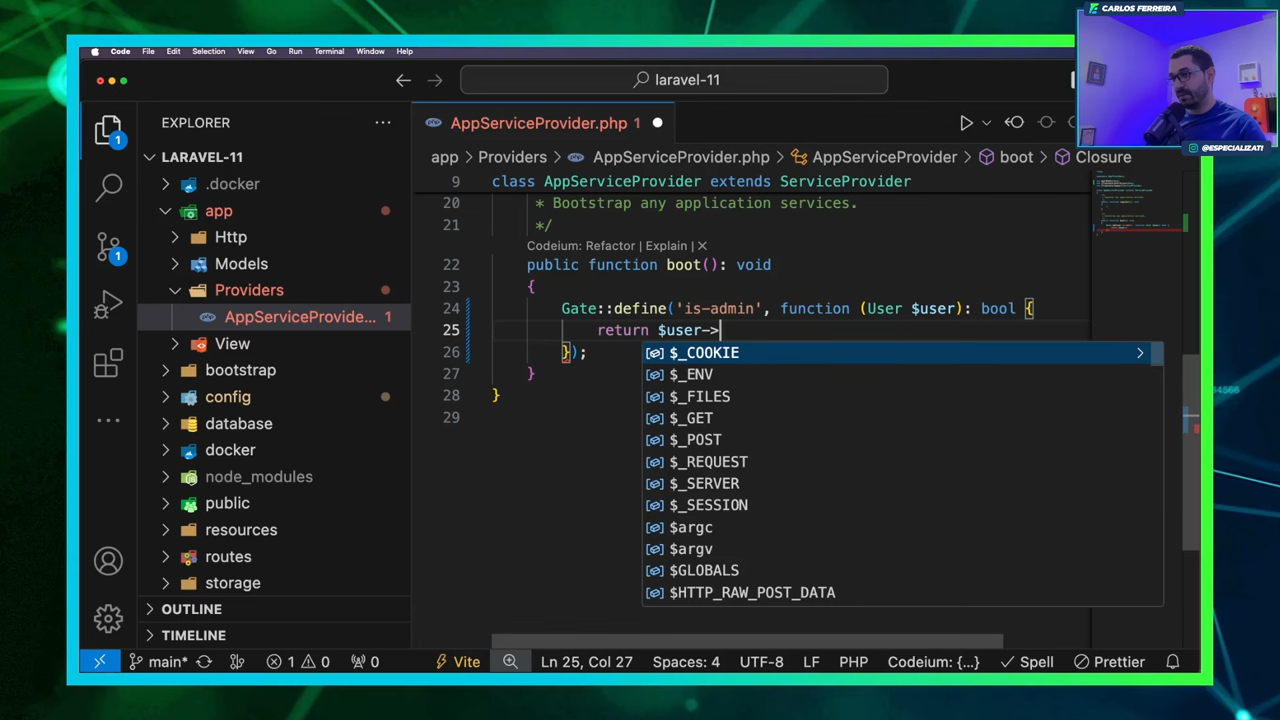 CARLOS FERREIRA
@ESPECIALIZATI
Code File Edit Selection View Go Run Terminal Window Help
laravel-11
EXPLORER
AppServiceProvider.php 1
LARAVEL-11
app > Providers > AppServiceProvider.php > AppServiceProvider > boot > Closure
.docker
app
Http
Models
Providers
AppServiceProvide... 1
View
bootstrap
config
database
docker
node_modules
public
resources
routes
storage
OUTLINE
TIMELINE
1
1
9 class AppServiceProvider extends ServiceProvider
20 * Bootstrap any application services.
21 */
Codeium: Refactor | Explain | X
22 public function boot(): void
23 {
24 Gate::define('is-admin', function (User $user): bool {
25 return $user->
26 });
27 }
28 }
29
$_COOKIE
$_ENV
$_FILES
$_GET
$_POST
$_REQUEST
$_SERVER
$_SESSION
$argc
$argv
$GLOBALS
$HTTP_RAW_POST_DATA
main* 1 0 0 Vite Ln 25, Col 27 Spaces: 4 UTF-8 LF PHP Codeium: {...} Spell Prettier